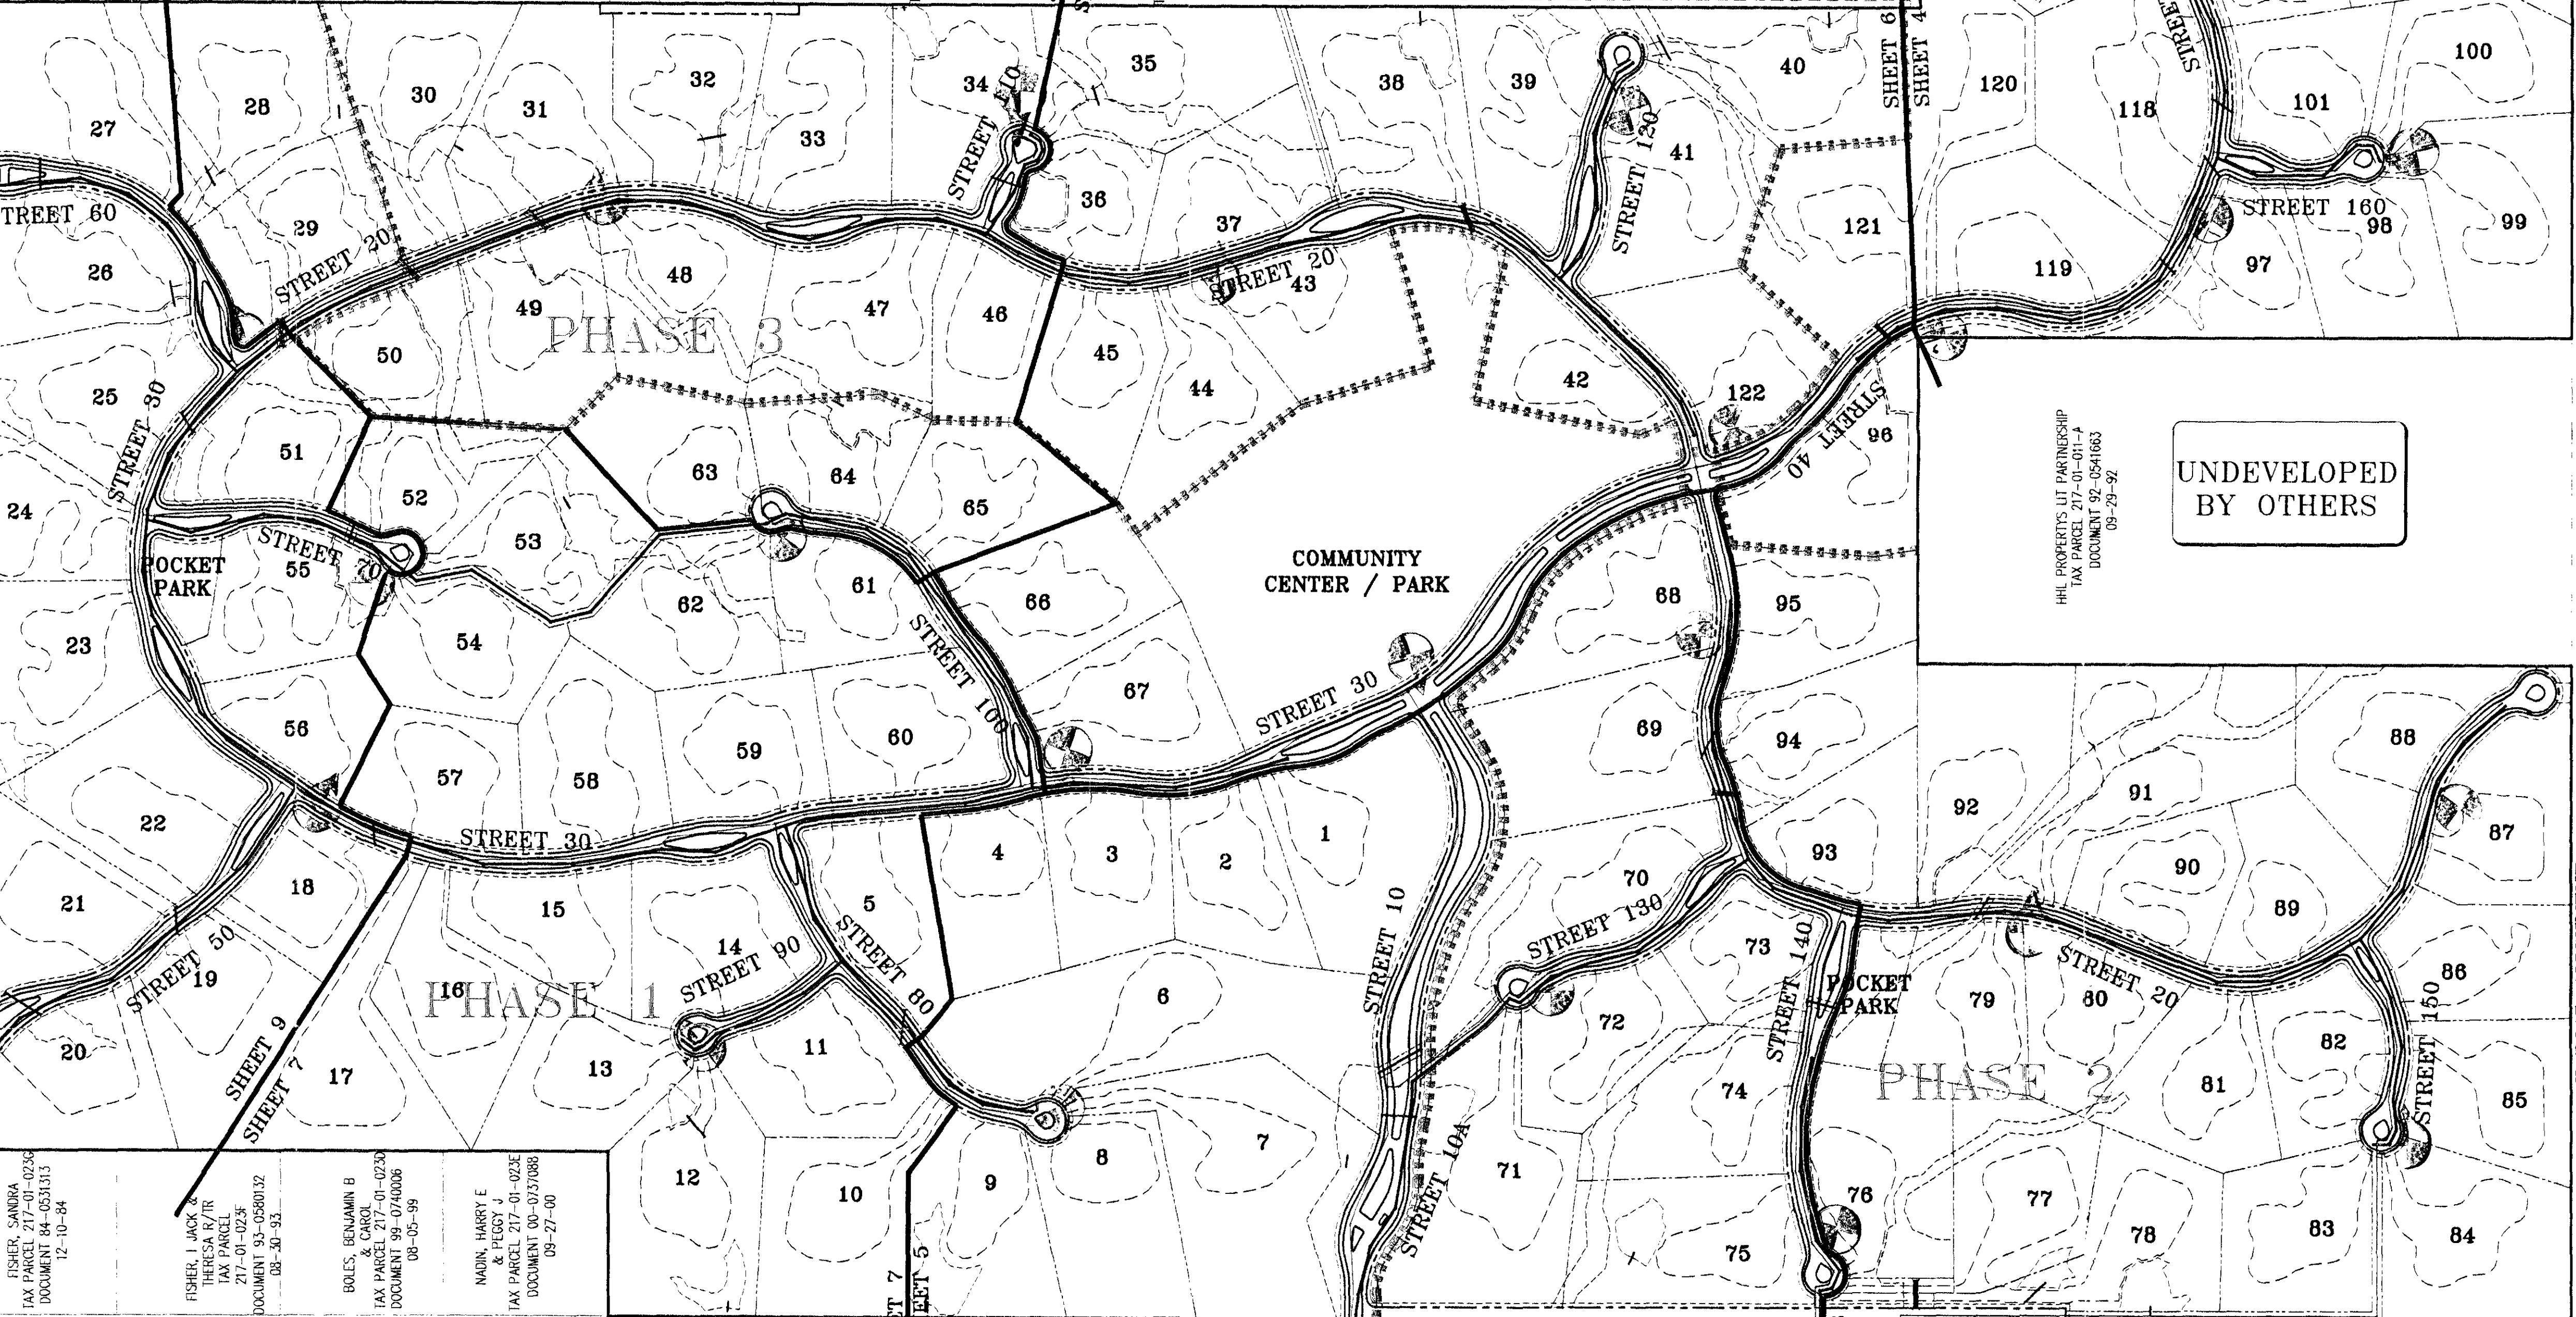 27
28
30
31
32
33
34
35
38
39
40
41
120
118
101
100
STREET 60
29
26
STREET 20
STREET 110
36
37
STREET 20
43
STREET 120
121
SHEET 6
SHEET 4
119
STREET 160
97
98
99
48
49
47
46
PHASE 3
50
45
44
42
122
STREET 40
96
25
STREET 30
51
24
52
53
63
64
65
STREET 70
55
POCKET
PARK
COMMUNITY
CENTER / PARK
HHL PROPERTYS LIT PARTNERSHIP
TAX PARCEL 217-01-011-A
DOCUMENT 92-0541663
09-29-92
UNDEVELOPED
BY OTHERS
23
54
62
61
66
68
95
67
STREET 100
STREET 30
56
57
58
59
60
69
94
88
92
91
87
22
STREET 30
4
3
2
1
93
90
70
89
21
18
15
14
5
STREET 10
STREET 130
73
STREET 140
POCKET
PARK
STREET 20
86
STREET 50
19
16
PHASE 1
STREET 90
STREET 80
6
72
79
80
82
STREET 150
20
SHEET 9
SHEET 7
17
13
11
74
PHASE 2
81
85
12
10
9
8
7
STREET 10A
71
75
76
77
78
83
84
FISHER, SANDRA
TAX PARCEL 217-01-023G
DOCUMENT 84-0531313
12-10-84
FISHER, I JACK &
THERESA R/TR
TAX PARCEL
217-01-023F
DOCUMENT 93-0580132
08-30-93
BOLES, BENJAMIN B
& CAROL
TAX PARCEL 217-01-023D
DOCUMENT 99-0740006
08-05-99
NADIN, HARRY E
& PEGGY J
TAX PARCEL 217-01-023E
DOCUMENT 00-0737088
09-27-00